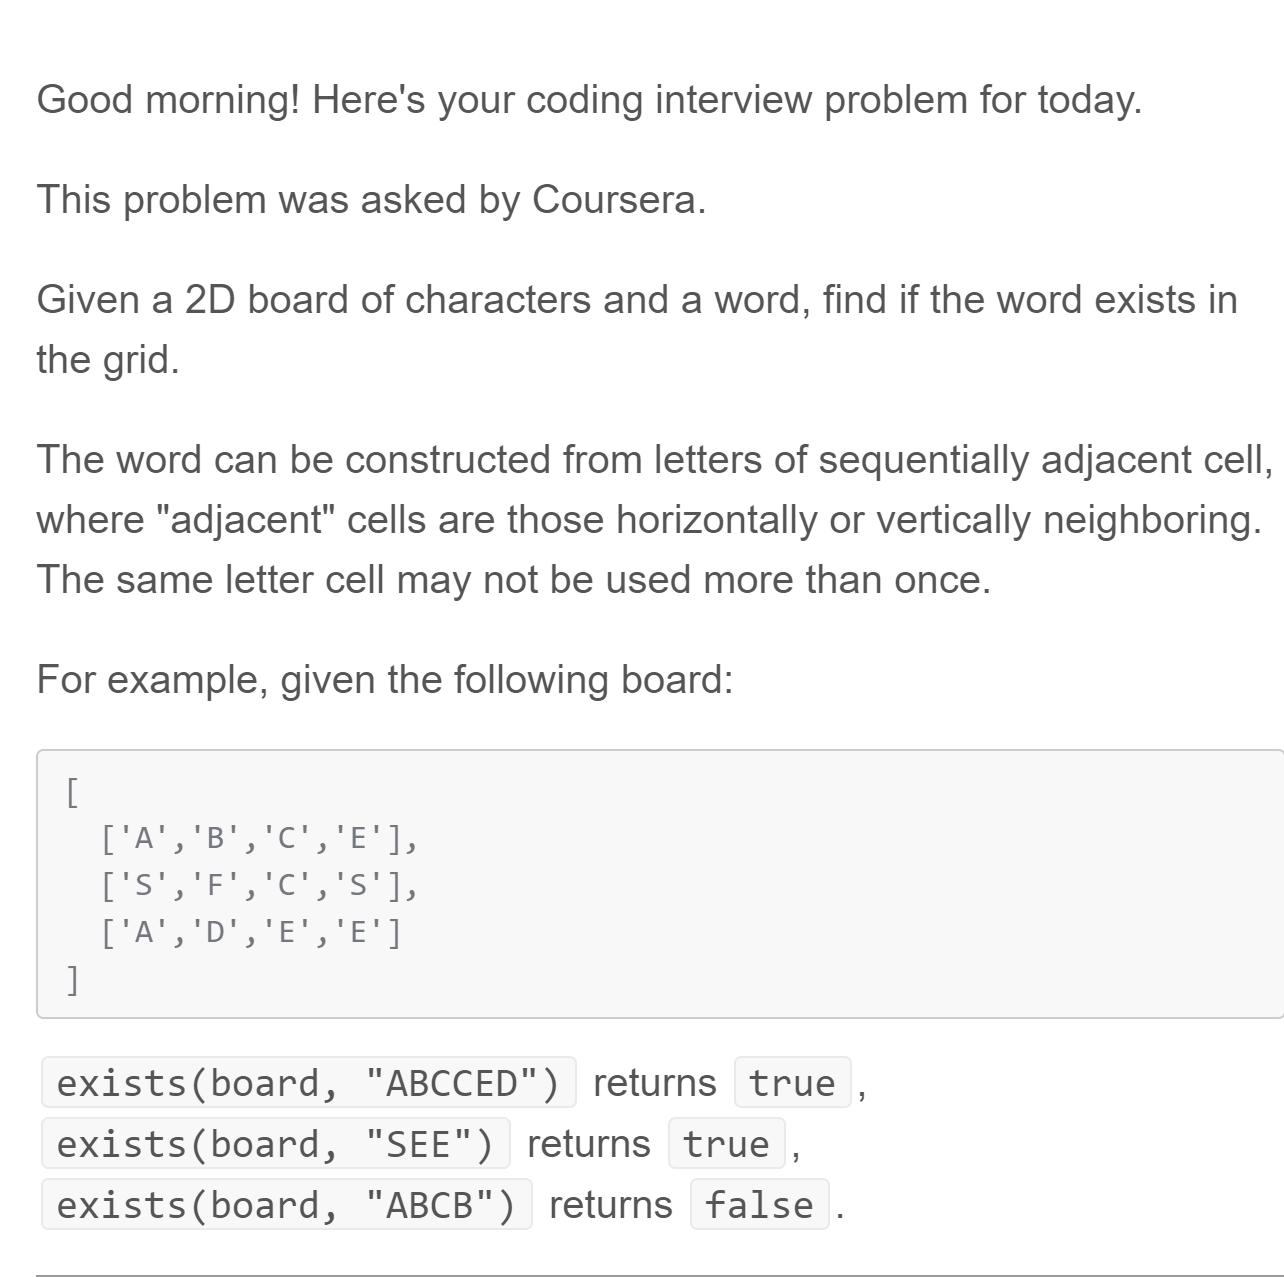 Good morning! Here's your coding interview problem for today.
This problem was asked by Coursera.
Given a 2D board of characters and a word, find if the word exists in
the grid.
The word can be constructed from letters of sequentially adjacent cell,
where "adjacent" cells are those horizontally or vertically neighboring.
The same letter cell may not be used more than once.
For example, given the following board:
[
  ['A','B','C','E'],
  ['S','F','C','S'],
  ['A','D','E','E']
]
exists(board, "ABCCED") returns true,
exists(board, "SEE") returns true,
exists(board, "ABCB") returns false.